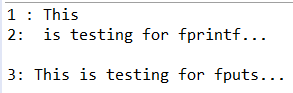 1 : This
2:  is testing for fprintf...

3: This is testing for fputs...